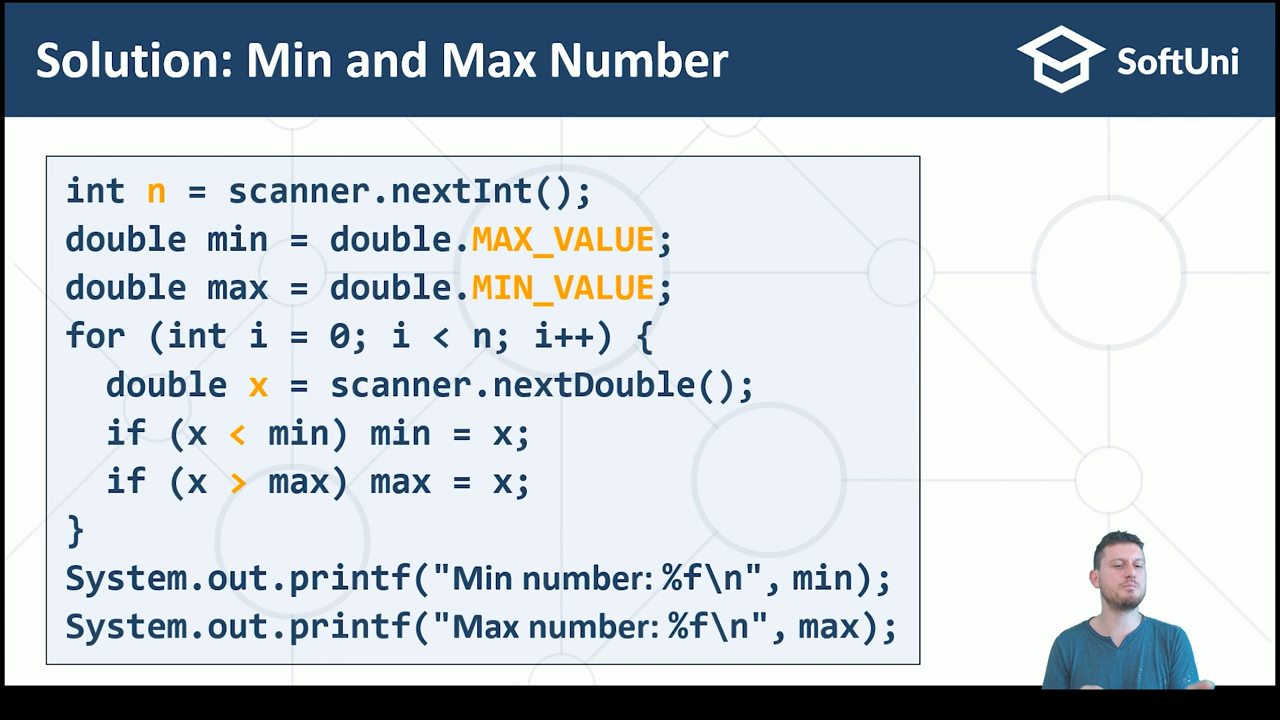 Solution: Min and Max Number
SoftUni
int n = scanner.nextInt();
double min = double.MAX_VALUE;
double max = double.MIN_VALUE;
for (int i = 0; i < n; i++) {
  double x = scanner.nextDouble();
  if (x < min) min = x;
  if (x > max) max = x;
}
System.out.printf("Min number: %f\n", min);
System.out.printf("Max number: %f\n", max);